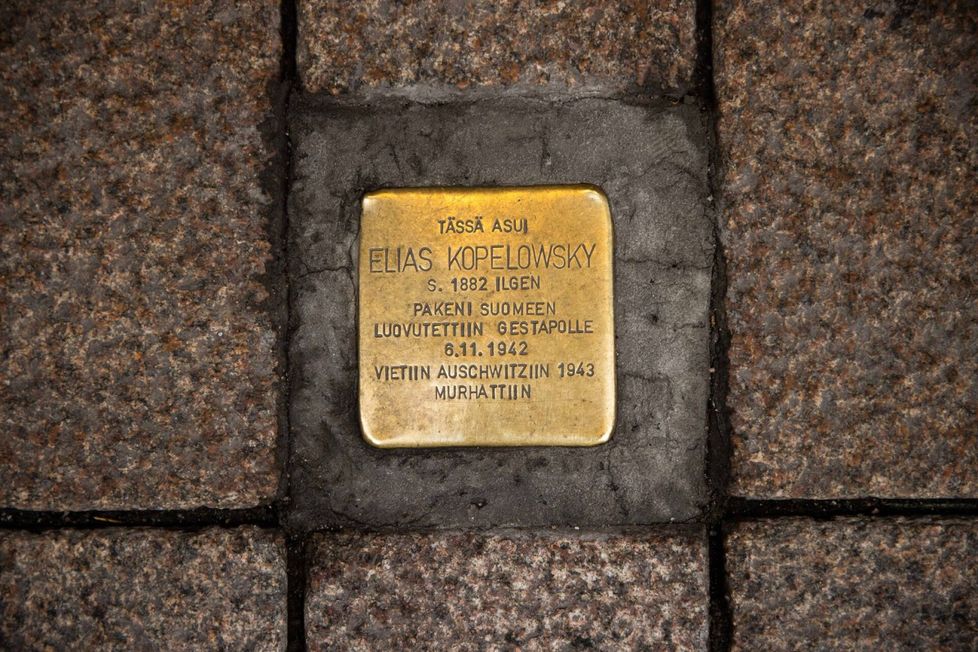 TÄSSÄ ASUI
ELIAS KOPELOWSKY
S. 1882 ILGEN
PAKENI SUOMEEN
LUOVUTETTIIN GESTAPOLLE
6.11.1942
VIETIIN AUSCHWITZIIN 1943
MURHATTIIN